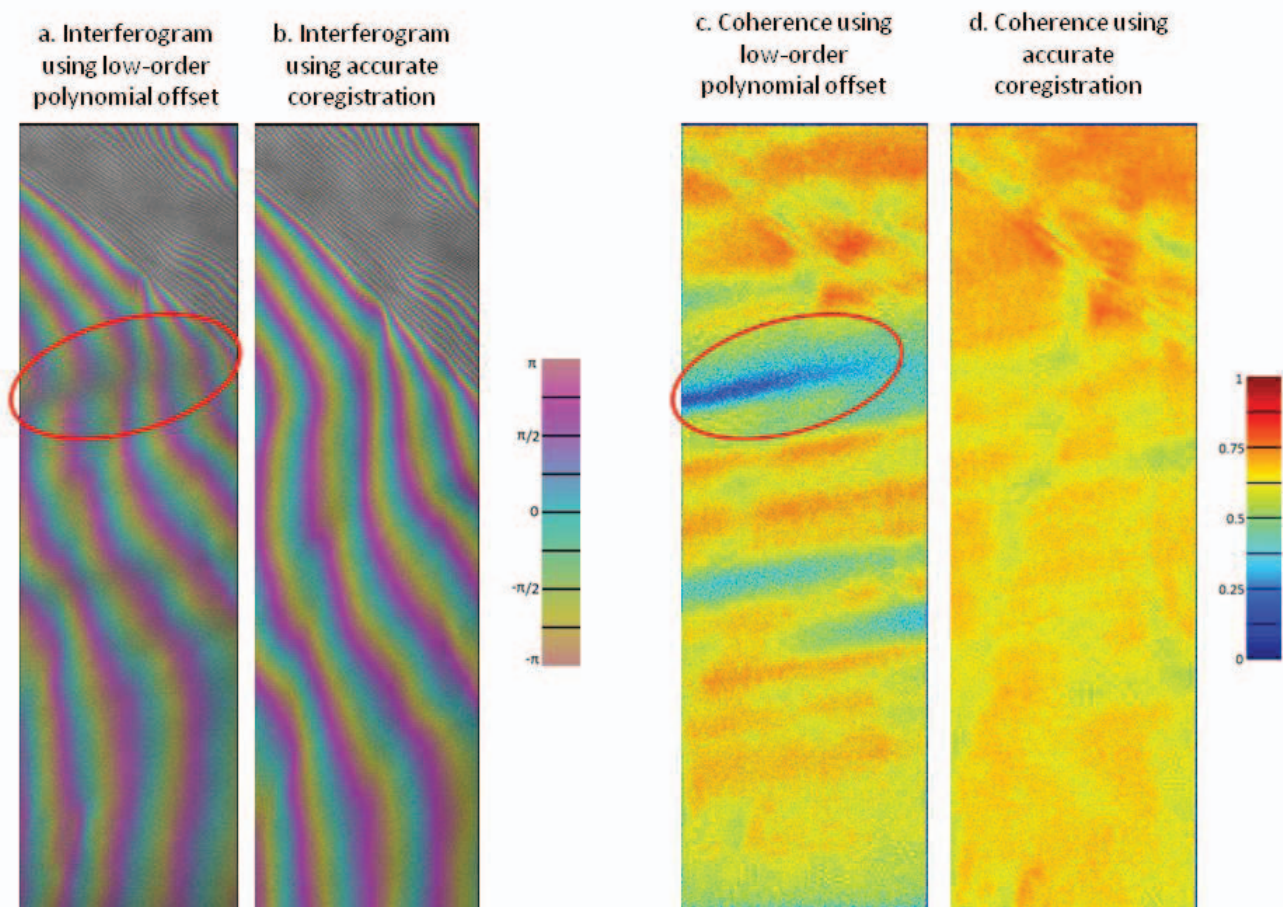 a. Interferogram
using low-order
polynomial offset
b. Interferogram
using accurate
coregistration
c. Coherence using
low-order
polynomial offset
d. Coherence using
accurate
coregistration
π
π/2
0
-π/2
-π
1
0.75
0.5
0.25
0